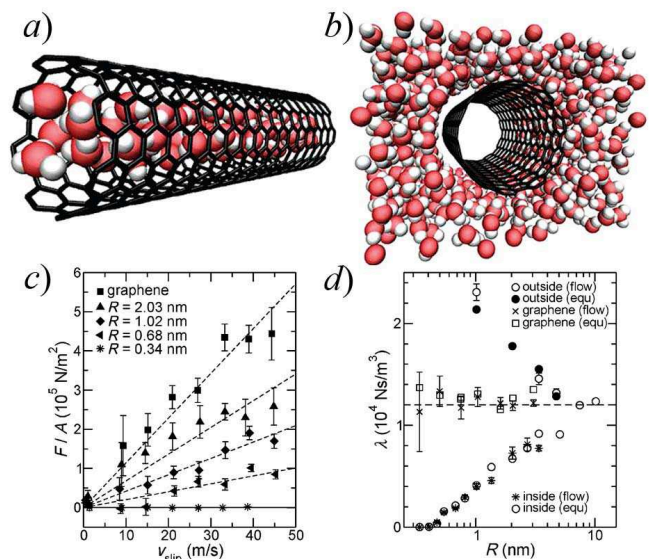 a)
b)
c)
graphene
R = 2.03 nm
R = 1.02 nm
R = 0.68 nm
R = 0.34 nm
F / A (10⁵ N/m²)
6
5
4
3
2
1
0
0 10 20 30 40 50
v_slip (m/s)
d)
outside (flow)
outside (equ)
graphene (flow)
graphene (equ)
inside (flow)
inside (equ)
λ (10⁴ Ns/m³)
2
1
0
1 10
R (nm)